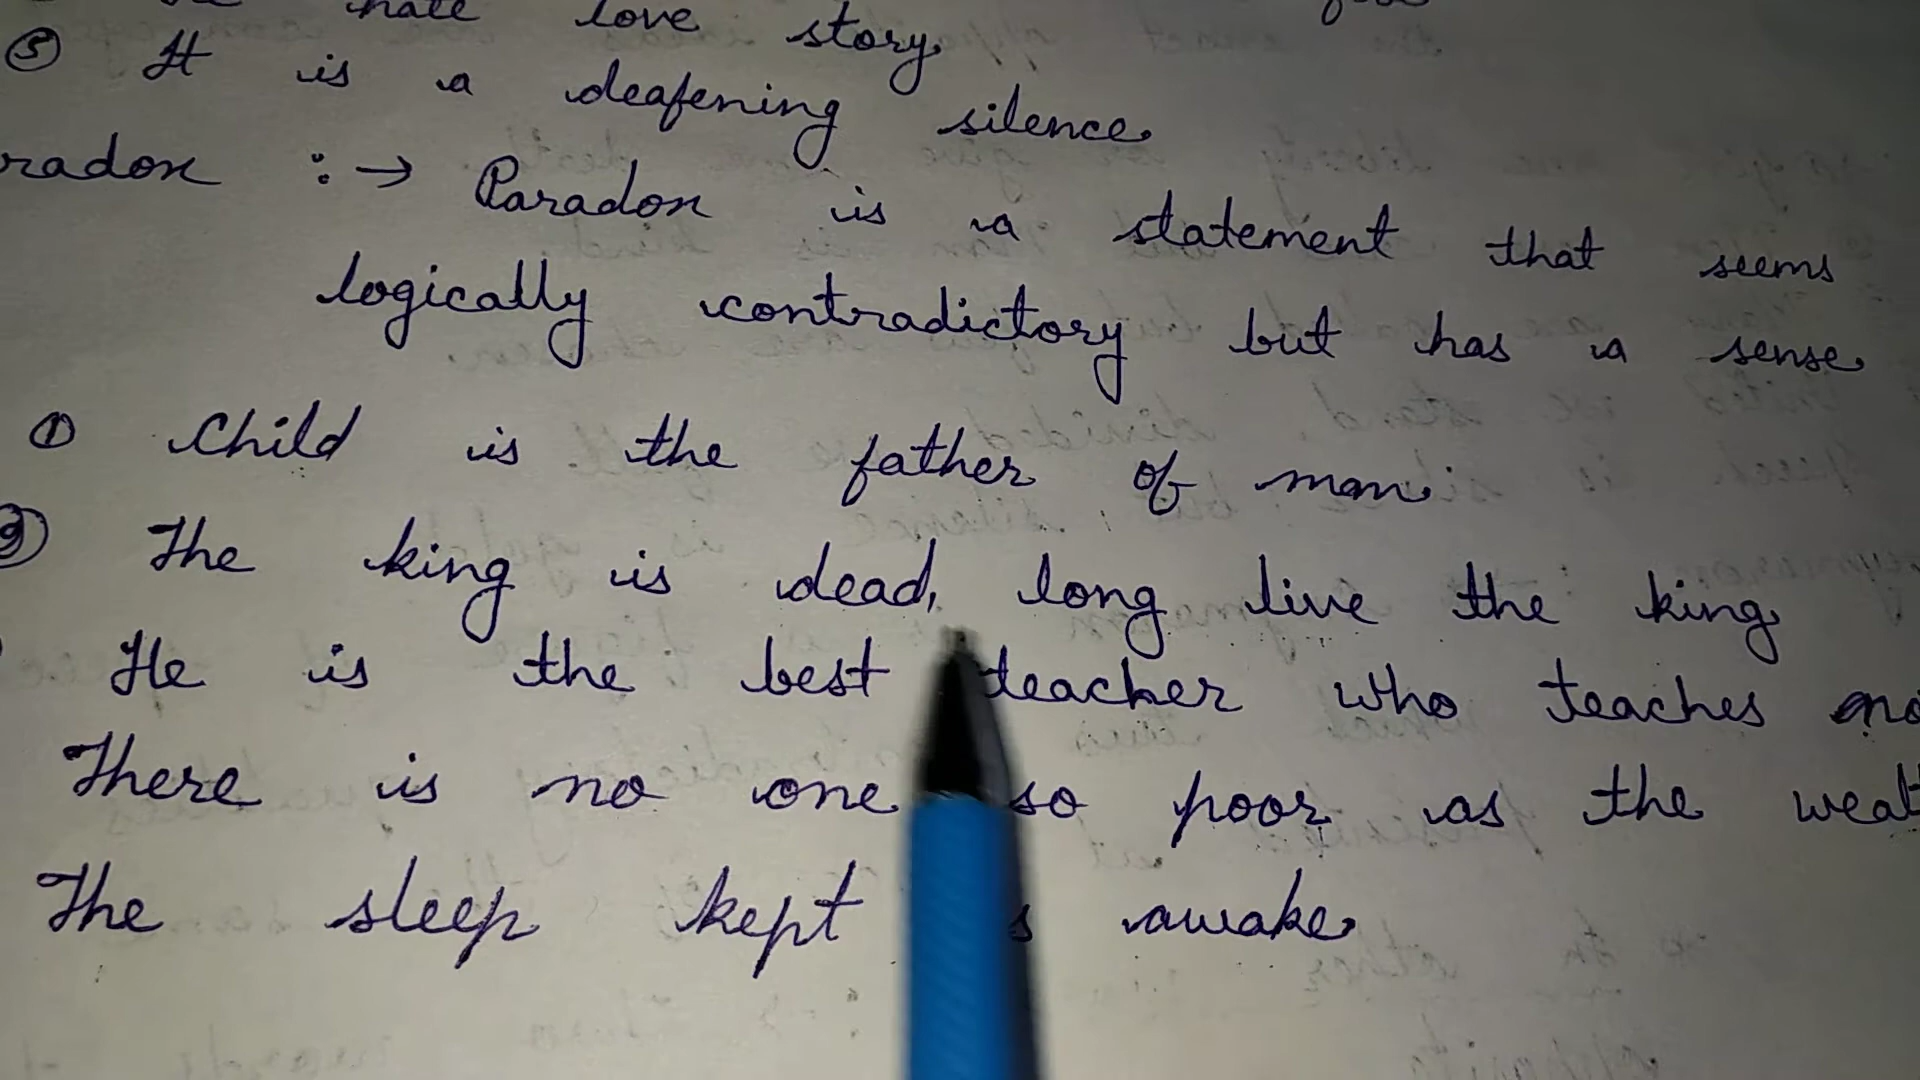 hate love story.
⑤ It is a deafening silence.
radox :→ Paradox is a statement that seems
logically contradictory but has a sense.
① Child is the father of man.
The king is dead, long live the king
He is the best teacher who teaches
There is no one so poor as the wealt
The sleep kept awake.